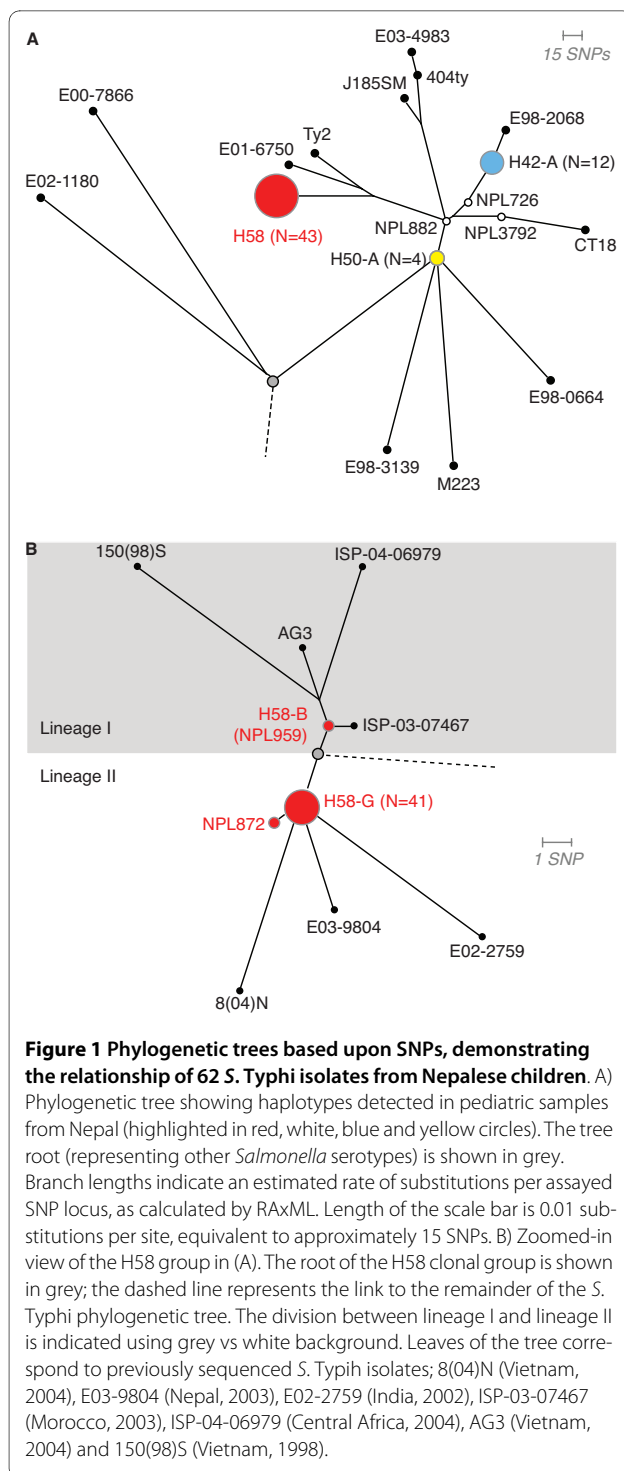 A
15 SNPs
E03-4983
404ty
J185SM
E00-7866
E98-2068
Ty2
E01-6750
H42-A (N=12)
E02-1180
NPL726
NPL882
NPL3792
H58 (N=43)
CT18
H50-A (N=4)
E98-0664
E98-3139
M223
B
150(98)S
ISP-04-06979
AG3
H58-B
(NPL959)
ISP-03-07467
Lineage I
Lineage II
H58-G (N=41)
NPL872
1 SNP
E03-9804
E02-2759
8(04)N
Figure 1 Phylogenetic trees based upon SNPs, demonstrating
the relationship of 62 S. Typhi isolates from Nepalese children. A)
Phylogenetic tree showing haplotypes detected in pediatric samples
from Nepal (highlighted in red, white, blue and yellow circles). The tree
root (representing other Salmonella serotypes) is shown in grey.
Branch lengths indicate an estimated rate of substitutions per assayed
SNP locus, as calculated by RAxML. Length of the scale bar is 0.01 sub-
stitutions per site, equivalent to approximately 15 SNPs. B) Zoomed-in
view of the H58 group in (A). The root of the H58 clonal group is shown
in grey; the dashed line represents the link to the remainder of the S.
Typhi phylogenetic tree. The division between lineage I and lineage II
is indicated using grey vs white background. Leaves of the tree corre-
spond to previously sequenced S. Typih isolates; 8(04)N (Vietnam,
2004), E03-9804 (Nepal, 2003), E02-2759 (India, 2002), ISP-03-07467
(Morocco, 2003), ISP-04-06979 (Central Africa, 2004), AG3 (Vietnam,
2004) and 150(98)S (Vietnam, 1998).